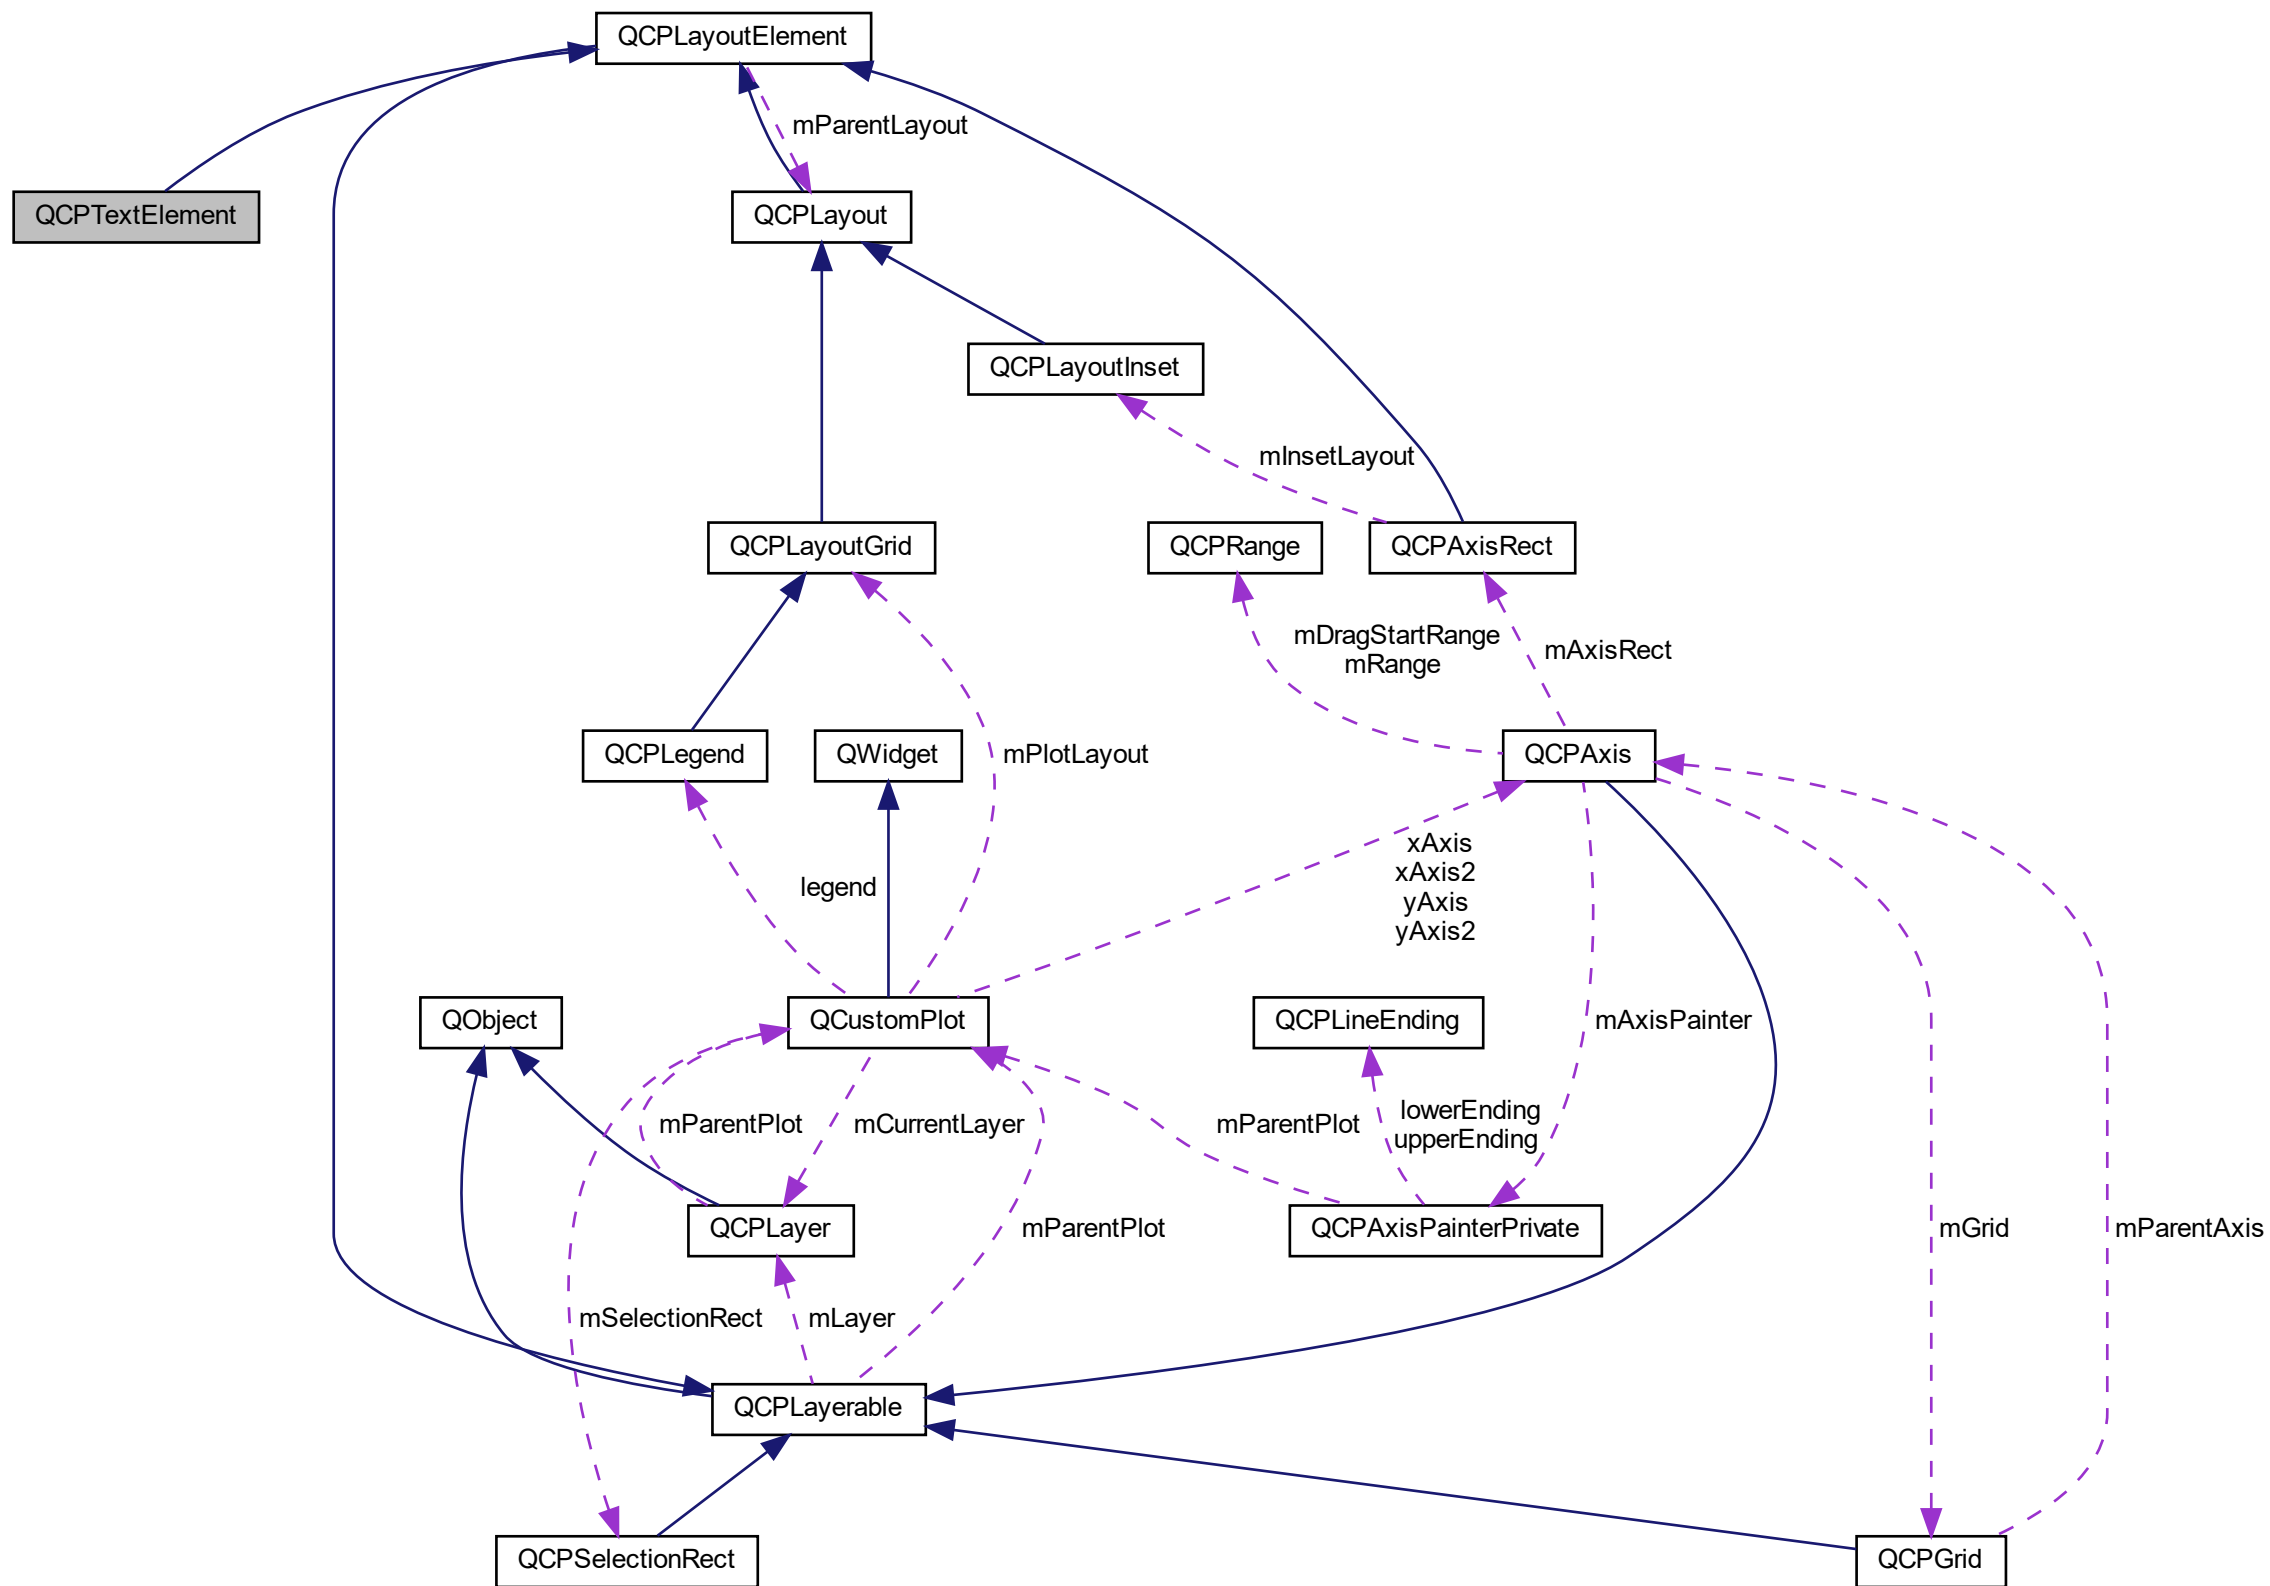 QCPLayoutElement
mParentLayout
QCPTextElement
QCPLayout
QCPLayoutInset
mInsetLayout
QCPLayoutGrid
QCPRange
QCPAxisRect
mDragStartRange
mRange
mAxisRect
QCPLegend
QWidget
mPlotLayout
QCPAxis
legend
xAxis
xAxis2
yAxis
yAxis2
QObject
QCustomPlot
QCPLineEnding
mAxisPainter
mParentPlot
mCurrentLayer
mParentPlot
lowerEnding
upperEnding
QCPLayer
mParentPlot
QCPAxisPainterPrivate
mGrid
mParentAxis
mSelectionRect
mLayer
QCPLayerable
QCPSelectionRect
QCPGrid